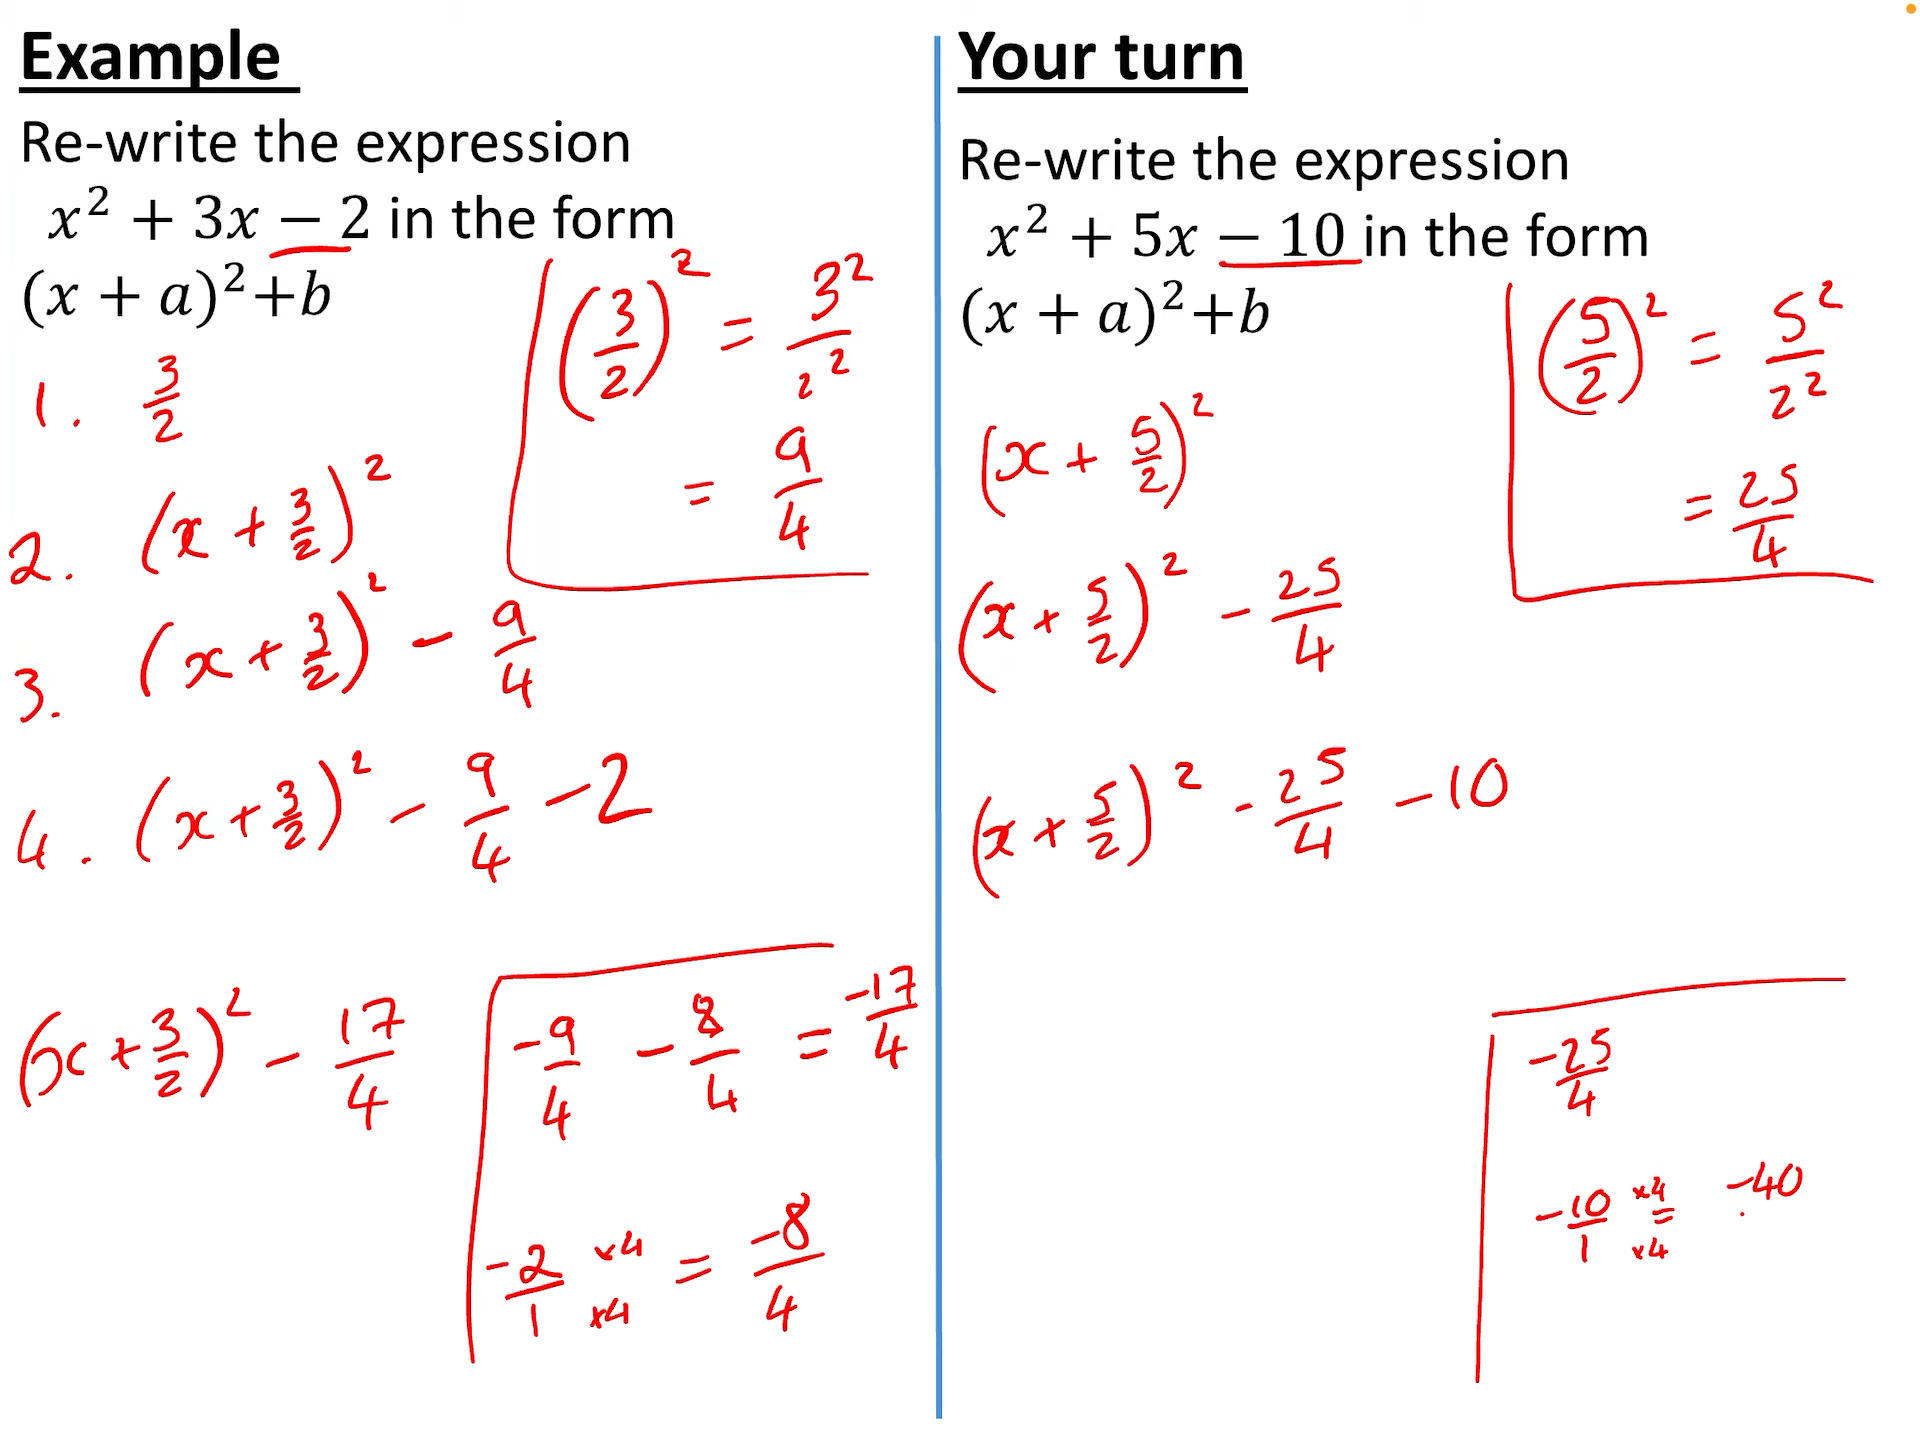 Example
Re-write the expression
x² + 3x − 2 in the form
(x + a)²+b
(3/2)² = 3²/2²
= 9/4
1. 3/2
2. (x + 3/2)²
3. (x + 3/2)² − 9/4
4. (x + 3/2)² − 9/4 − 2
(x + 3/2)² − 17/4
−9/4 − 8/4 = −17/4
−2/1 ×4 ×4 = −8/4
Your turn
Re-write the expression
x² + 5x − 10 in the form
(x + a)²+b
(5/2)² = 5²/2²
= 25/4
(x + 5/2)²
(x + 5/2)² − 25/4
(x + 5/2)² − 25/4 − 10
−25/4
−10/1 ×4 = ×4 −40